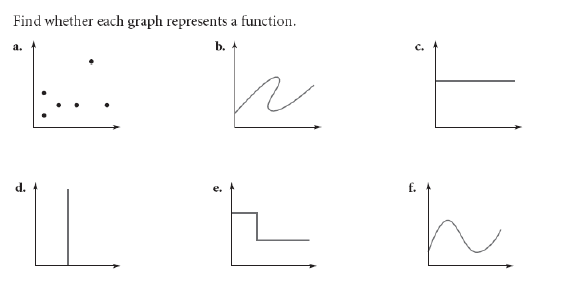 Find whether each graph represents a function.
a. b. c.
d. e. f.